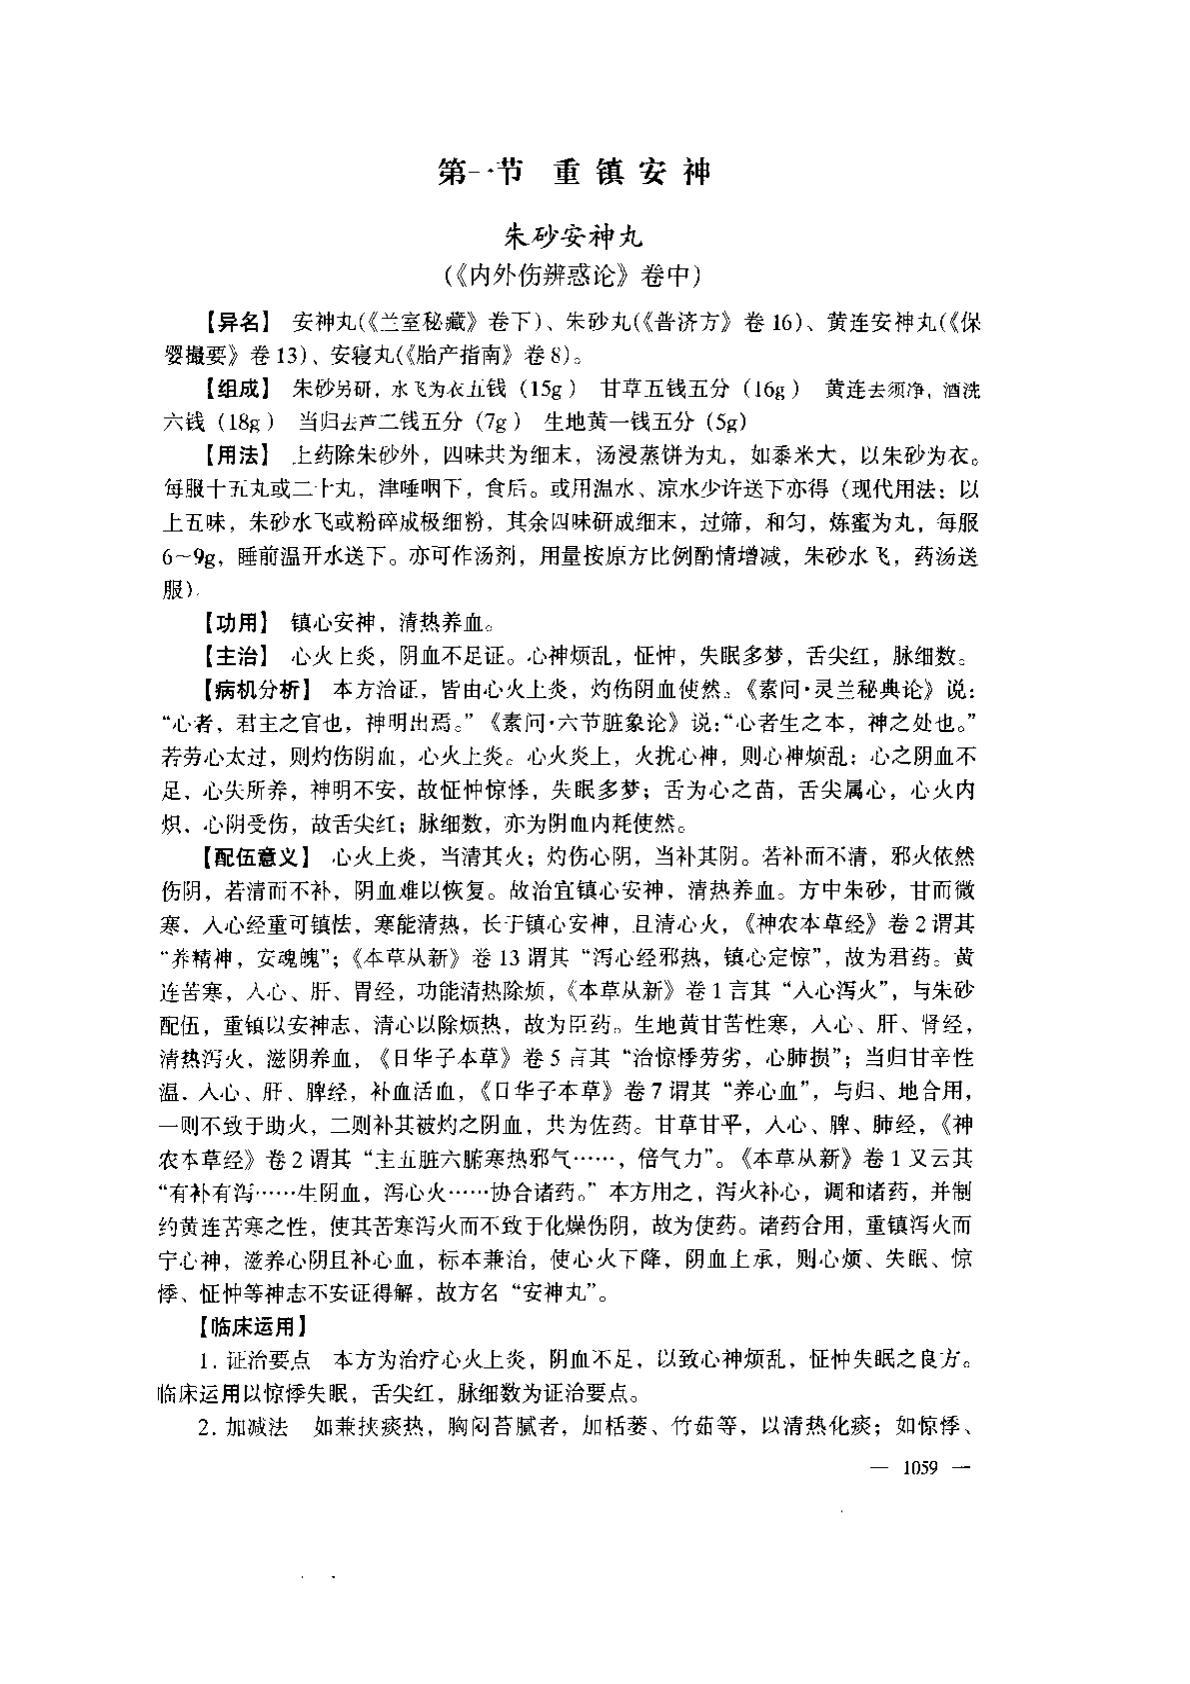 第一节 重镇安神
朱砂安神丸
(《内外伤辨惑论》卷中)
【异名】 安神丸(《兰室秘藏》卷下)、朱砂丸(《普济方》卷16)、黄连安神丸(《保
婴撮要》卷13)、安寝丸(《胎产指南》卷8)。
【组成】 朱砂另研，水飞为衣五钱（15g） 甘草五钱五分（16g） 黄连去须净，酒洗
六钱（18g） 当归去芦二钱五分（7g） 生地黄一钱五分（5g）
【用法】 上药除朱砂外，四味共为细末，汤浸蒸饼为丸，如黍米大，以朱砂为衣。
每服十五丸或二十丸，津唾咽下，食后。或用温水、凉水少许送下亦得（现代用法：以
上五味，朱砂水飞或粉碎成极细粉，其余四味研成细末，过筛，和匀，炼蜜为丸，每服
6~9g，睡前温开水送下。亦可作汤剂，用量按原方比例酌情增减，朱砂水飞，药汤送
服）。
【功用】 镇心安神，清热养血。
【主治】 心火上炎，阴血不足证。心神烦乱，怔忡，失眠多梦，舌尖红，脉细数。
【病机分析】 本方治证，皆由心火上炎，灼伤阴血使然。《素问·灵兰秘典论》说：
“心者，君主之官也，神明出焉。”《素问·六节脏象论》说：“心者生之本，神之处也。”
若劳心太过，则灼伤阴血，心火上炎。心火炎上，火扰心神，则心神烦乱；心之阴血不
足，心失所养，神明不安，故怔忡惊悸，失眠多梦；舌为心之苗，舌尖属心，心火内
炽，心阴受伤，故舌尖红；脉细数，亦为阴血内耗使然。
【配伍意义】 心火上炎，当清其火；灼伤心阴，当补其阴。若补而不清，邪火依然
伤阴，若清而不补，阴血难以恢复。故治宜镇心安神，清热养血。方中朱砂，甘而微
寒，入心经重可镇怯，寒能清热，长于镇心安神，且清心火，《神农本草经》卷2谓其
“养精神，安魂魄”；《本草从新》卷13谓其“泻心经邪热，镇心定惊”，故为君药。黄
连苦寒，入心、肝、胃经，功能清热除烦，《本草从新》卷1言其“入心泻火”，与朱砂
配伍，重镇以安神志，清心以除烦热，故为臣药。生地黄甘苦性寒，入心、肝、肾经，
清热泻火，滋阴养血，《日华子本草》卷5言其“治惊悸劳劣，心肺损”；当归甘辛性
温，入心、肝、脾经，补血活血，《日华子本草》卷7谓其“养心血”，与归、地合用，
一则不致于助火，二则补其被灼之阴血，共为佐药。甘草甘平，入心、脾、肺经，《神
农本草经》卷2谓其“主五脏六腑寒热邪气……，倍气力”。《本草从新》卷1又云其
“有补有泻……生阴血，泻心火……协合诸药。”本方用之，泻火补心，调和诸药，并制
约黄连苦寒之性，使其苦寒泻火而不致于化燥伤阴，故为使药。诸药合用，重镇泻火而
宁心神，滋养心阴且补心血，标本兼治，使心火下降，阴血上承，则心烦、失眠、惊
悸、怔忡等神志不安证得解，故方名“安神丸”。
【临床运用】
1. 证治要点 本方为治疗心火上炎，阴血不足，以致心神烦乱，怔忡失眠之良方。
临床运用以惊悸失眠，舌尖红，脉细数为证治要点。
2. 加减法 如兼挟痰热，胸闷苔腻者，加栝蒌、竹茹等，以清热化痰；如惊悸、
— 1059 —